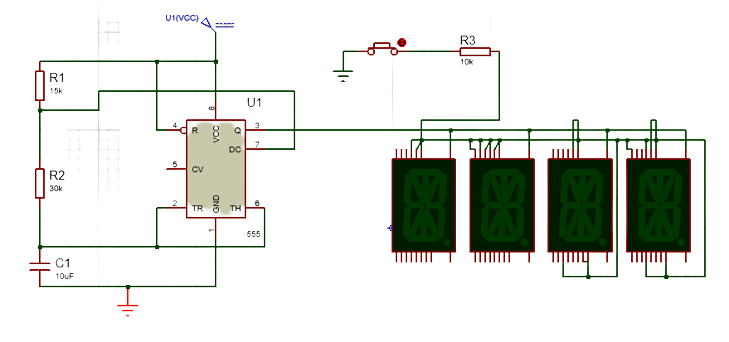 U1(VCC)
R3
10k
R1
15k
U1
8
4
R
VCC
Q
3
DC
7
5
CV
R2
30k
2
TR
GND
TH
6
1
555
C1
10uF